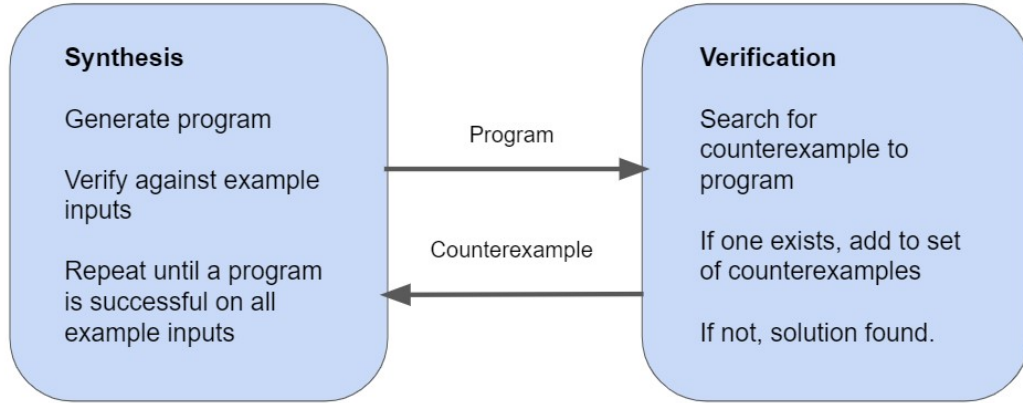 Synthesis
Generate program
Verify against example
inputs
Repeat until a program
is successful on all
example inputs
Program
Counterexample
Verification
Search for
counterexample to
program
If one exists, add to set
of counterexamples
If not, solution found.